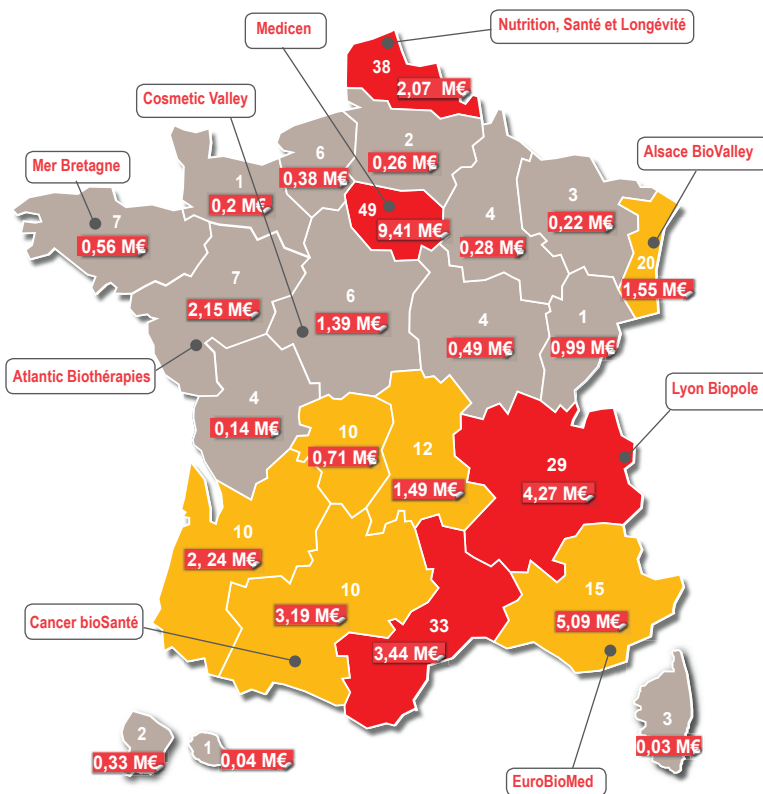 Medicen
Nutrition, Santé et Longévité
38
2,07 M€
Cosmetic Valley
2
0,26 M€
6
0,38 M€
Alsace BioValley
Mer Bretagne
1
0,2 M€
3
0,22 M€
49
9,41 M€
4
0,28 M€
7
0,56 M€
20
1,55 M€
7
2,15 M€
6
1,39 M€
4
0,49 M€
1
0,99 M€
Atlantic Biothérapies
4
0,14 M€
Lyon Biopole
10
0,71 M€
12
1,49 M€
29
4,27 M€
10
2, 24 M€
10
3,19 M€
15
5,09 M€
Cancer bioSanté
33
3,44 M€
2
0,33 M€
1
0,04 M€
3
0,03 M€
EuroBioMed